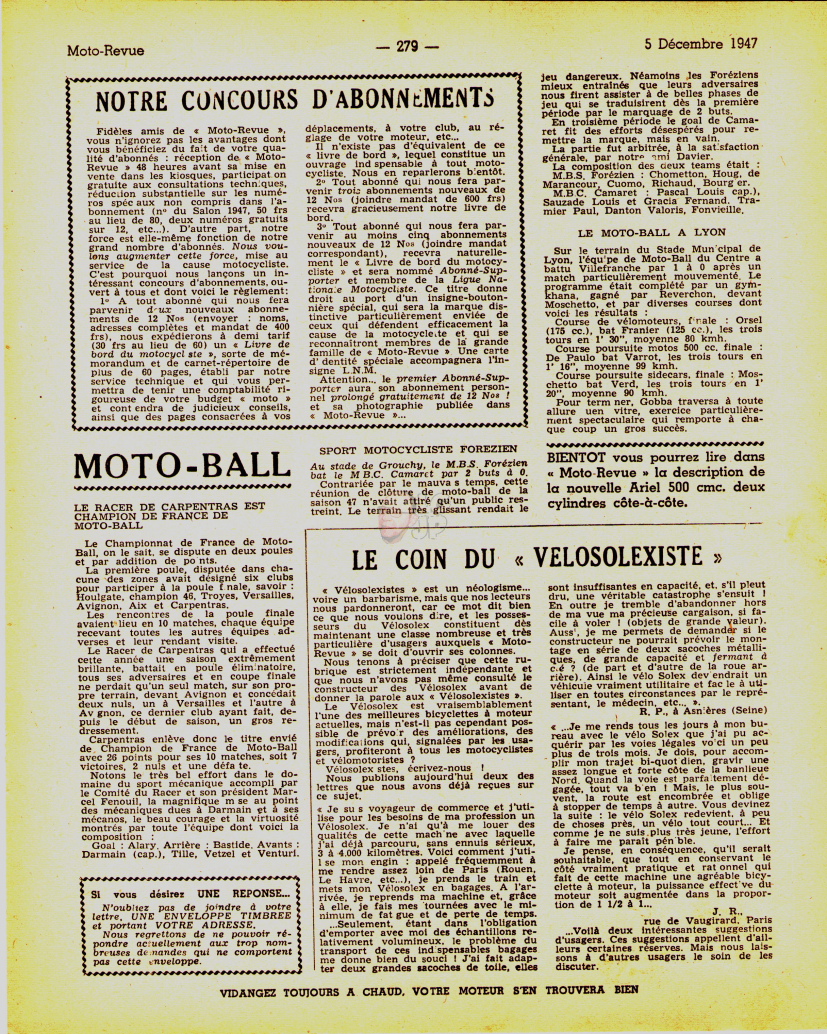 Moto-Revue
— 279 —
5 Décembre 1947
NOTRE CONCOURS D'ABONNEMENTS
Fidèles amis de « Moto-Revue »,
vous n'ignorez pas les avantages dont
vous bénéficiez du fait de votre qua-
lité d'abonnés : réception de « Moto-
Revue » 48 heures avant sa mise en
vente dans les kiosques, participat on
gratuite aux consultations techniques,
réduction substantielle sur les numé-
ros spéc aux non compris dans l'a-
bonnement (n° du Salon 1947, 50 frs
au lieu de 80, deux numéros gratuits
sur 12, etc...). D'autre part, notre
force est elle-même fonction de notre
grand nombre d'abonnés. Nous vou-
lons augmenter cette force, mise au
service de la cause motocycliste.
C'est pourquoi nous lançons un in-
téressant concours d'abonnements, ou-
vert à tous et dont voici le règlement:
1° A tout abonné qui nous fera
parvenir deux nouveaux abonne-
ments de 12 Nos (envoyer : noms,
adresses complètes et mandat de 400
frs), nous expédierons à demi tarif
(30 frs au lieu de 60) un « Livre de
bord du motocycl ste », sorte de mé-
morandum et de carnet-répertoire de
plus de 60 pages, établi par notre
service technique et qui vous per-
mettra de tenir une comptabilité ri-
goureuse de votre budget « moto »
et cont endra de judicieux conseils,
ainsi que des pages consacrées à vos
déplacements, à votre club, au ré-
glage de votre moteur, etc...
Il n'existe pas d'équivalent de ce
« livre de bord », lequel constitue un
ouvrage ind spensable à tout moto-
cycliste. Nous en reparlerons bientôt.
2° Tout abonné qui nous fera par-
venir trois abonnements nouveaux de
12 Nos (joindre mandat de 600 frs)
recevra gracieusement notre livre de
bord.
3° Tout abonné qui nous fera par-
venir au moins cinq abonnements
nouveaux de 12 Nos (joindre mandat
correspondant), recevra naturelle-
ment le « Livre de bord du motocy-
cliste » et sera nommé Abonné-Sup-
porter et membre de la Ligue Na-
tionale Motocycliste. Ce titre donne
droit au port d'un insigne-bouton-
nière spécial, qui sera la marque dis-
tinctive particulièrement enviée de
ceux qui défendent efficacement la
cause de la motocyclette et qui se
reconnaîtront membres de la grande
famille de « Moto-Revue » Une carte
d' dentité spéciale accompagnera l'in-
signe L.N.M.
Attention... le premier Abonné-Sup-
porter aura son abonnement person-
nel prolongé gratuitement de 12 Nos !
et sa photographie publiée dans
« Moto-Revue »...
MOTO-BALL
LE RACER DE CARPENTRAS EST
CHAMPION DE FRANCE DE
MOTO-BALL
Le Championnat de France de Moto-
Ball, on le sait, se dispute en deux poules
et par addition de po nts.
La première poule, disputée dans cha-
cune des zones avait désigné six clubs
pour participer à la poule f nale, savoir :
Houlgate, champion 46, Troyes, Versailles,
Avignon, Aix et Carpentras.
Les rencontres de la poule finale
avaient lieu en 10 matches, chaque équipe
recevant toutes les autres équipes ad-
verses et leur rendant visite.
Le Racer de Carpentras qui a effectué
cette année une saison extrêmement
brillante, battait en poule éliminatoire,
tous ses adversaires et en coupe finale
ne perdait qu'un seul match, sur son pro-
pre terrain, devant Avignon et concédait
deux nuls, un à Versailles et l'autre à
Av gnon, ce dernier club ayant fait, de-
puis le début de saison, un gros re-
dressement.
Carpentras enlève donc le titre envié
de Champion de France de Moto-Ball
avec 26 points pour ses 10 matches, soit 7
victoires, 2 nuls et une défa te.
Notons le très bel effort dans le do-
maine du sport mécanique accompli par
le Comité du Racer et son président Marc
cel Fenouil, la magnifique m se au point
des mécaniques dues à Darmain et à ses
mécanos, le beau courage et la virtuosité
montrés par toute l'équipe dont voici la
composition :
Goal : Alary. Arrière : Bastide. Avants :
Darmain (cap.), Tille, Vetzel et Venturi.
Si vous désirez UNE REPONSE...
N'oubliez pas de joindre à votre
lettre, UNE ENVELOPPE TIMBREE
et portant VOTRE ADRESSE.
Nous regrettons de ne pouvoir ré-
pondre actuellement aux trop nom-
breuses demandes qui ne comportent
pas cette enveloppe.
SPORT MOTOCYCLISTE FOREZIEN
Au stade de Grouchy, le M.B.S. Forézien
bat le M.B.C. Camaret par 2 buts à 0.
Contrariée par le mauva s temps, cette
réunion de clôture de moto-ball de la
saison 47 n'avait attiré qu'un public res-
treint. Le terrain très glissant rendait le
jeu dangereux. Néamoins les Foréziens
mieux entraînés que leurs adversaires
nous firent assister à de belles phases de
jeu qui se traduisirent dès la première
période par le marquage de 2 buts.
En troisième période le goal de Cama-
ret fit des efforts désespérés pour re-
mettre la marque, mais en vain.
La partie fut arbitrée, à la satisfaction
générale, par notre ami Davier.
La composition des deux teams était :
M.B.S. Forézien : Chometton, Houg, de
Marancour, Cuomo, Richaud, Bourg er.
M.B.C. Camaret : Pascal Louis cap.),
Sauzade Louis et Gracia Fernand. Tra-
mier Paul, Danton Valoris, Fonvieille.
LE MOTO-BALL A LYON
Sur le terrain du Stade Mun cipal de
Lyon, l'équ'pe de Moto-Ball du Centre a
battu Villefranche par 1 à 0 après un
match particulièrement mouvementé. Le
programme était complété par un gym-
khana, gagné par Reverchon, devant
Moschetto, et par diverses courses dont
voici les résultats :
Course de vélomoteurs, finale : Orsel
(175 cc.), bat Franier (125 cc.), les trois
tours en 1' 30", moyenne 80 kmh.
Course poursuite motos 500 cc. finale :
De Paulo bat Varrot, les trois tours en
1' 16", moyenne 99 kmh.
Course poursuite sidecars, finale : Mos-
chetto bat Verd, les trois tours en 1'
20", moyenne 90 kmh.
Pour term ner, Gobba traversa à toute
allure uen vitre, exercice particulière-
ment spectaculaire qui remporte à cha-
que coup un gros succès.
BIENTOT vous pourrez lire dans
« Moto-Revue » la description de
la nouvelle Ariel 500 cmc. deux
cylindres côte-à-côte.
LE COIN DU « VELOSOLEXISTE »
« Vélosolexistes » est un néologisme...
voire un barbarisme, mais que nos lecteurs
nous pardonneront, car ce mot dit bien
ce que nous voulons dire, et les posses-
seurs du Vélosolex constituent dès
maintenant une classe nombreuse et très
particulière d'usagers auxquels « Moto-
Revue » se doit d'ouvrir ses colonnes.
Nous tenons à préciser que cette ru-
brique est strictement indépendante et
que nous n'avons pas même consulté le
constructeur des Vélosolex avant de
donner la parole aux « Vélosolexistes ».
Le Vélosolex est vraisemblablement
l'une des meilleures bicyclettes à moteur
actuelles, mais n'est-il pas cependant pos-
sible de prévoir des améliorations, des
modifications qui, signalées par les usa-
gers, profiteront à tous les motocyclistes
et vélomotoristes ?
Vélosolex stes, écrivez-nous !
Nous publions aujourd'hui deux des
lettres que nous avons déjà reçues sur
ce sujet.
« Je su s voyageur de commerce et j'uti-
lise pour les besoins de ma profession un
Vélosolex. Je n'ai qu'à me louer des
qualités de cette mach ne avec laquelle
j'ai déjà parcouru, sans ennuis sérieux,
3 à 4.000 kilomètres. Voici comment j'uti-
l se mon engin : appelé fréquemment à
me rendre assez loin de Paris (Rouen,
Le Havre, etc...), je prends le train et
mets mon Vélosolex en bagages. A l'ar-
rivée, je reprends ma machine et, grâce
à elle, je fais mes tournées avec le mi-
nimum de fat gue et de perte de temps.
...Seulement, étant dans l'obligation
d'emporter avec moi des échantillons re-
lativement volumineux, le problème du
transport de ces ind spensables bagages
me donne bien du souci ! J'ai fait adap-
ter deux grandes sacoches de toile, elles
sont insuffisantes en capacité, et, s'il pleut
dru, une véritable catastrophe s'ensuit !
En outre je tremble d'abandonner hors
de ma vue ma précieuse cargaison, si fa-
cile à voler ! (objets de grande valeur).
Auss', je me permets de demander si le
constructeur ne pourrait prévoir le mon-
tage en série de deux sacoches métalli-
ques, de grande capacité et fermant à
c.é ? (de part et d'autre de la roue ar-
rière). Ainsi le vélo Solex dev endrait un
véhicule vraiment utilitaire et fac le à uti-
liser en toutes circonstances par le repré-
sentant, le médecin, etc... ».
R. P., à Asnières (Seine)
« ...Je me rends tous les jours à mon bu-
reau avec le vélo Solex que j'ai pu ac-
quérir par les voies légales vo ci un peu
plus de trois mois. Je dois, pour accom-
plir mon trajet bi-quot dien, gravir une
assez longue et forte côte de la banlieue
Nord. Quand la voie est parfa tement dé-
gagée, tout va b en ! Mais, le plus sou-
vent, la route est encombrée et oblige
à stopper de temps à autre. Vous devinez
la suite : le vélo Solex redevient, à peu
de choses près, un vélo tout court... Et
comme je ne suis plus très jeune, l'effort
à faire me paraît pén ble.
Je pense, en conséquence, qu'il serait
souhaitable, que tout en conservant le
côté vraiment pratique et rat onnel qui
fait de cette machine une agréable bicy-
clette à moteur, la puissance effect've du
moteur soit augmentée dans la propor-
tion de 1 1/2 à 1...
J. R.,
rue de Vaugirard. Paris
...Voilà deux intéressantes suggestions
d'usagers. Ces suggestions appellent d'ail-
leurs certaines réserves. Mais nous lais-
sons à d'autres usagers le soin de les
discuter.
VIDANGEZ TOUJOURS A CHAUD, VOTRE MOTEUR S'EN TROUVERA BIEN